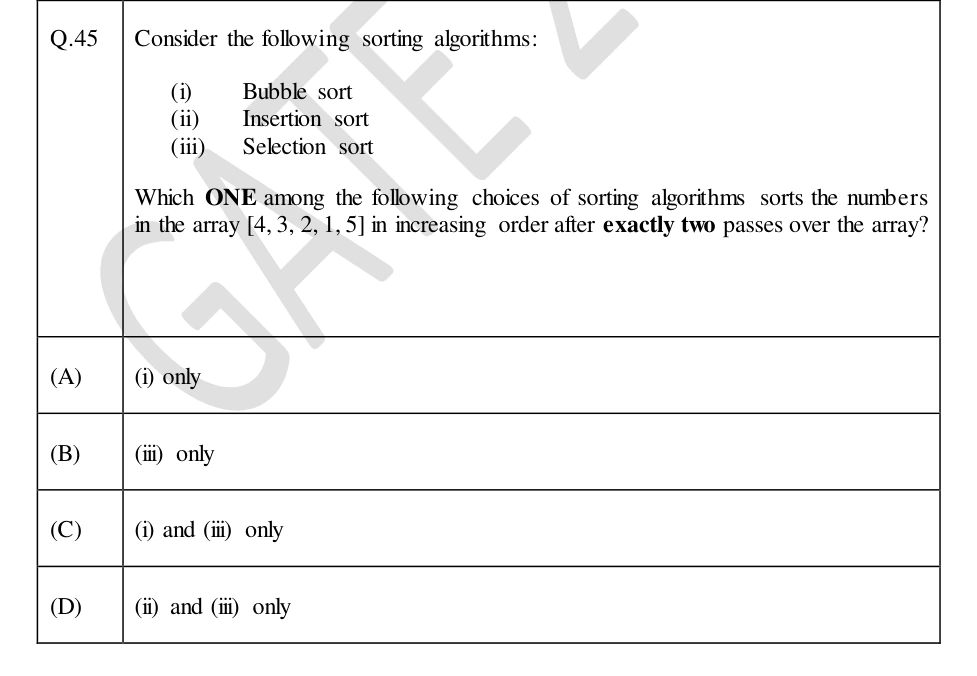 Q.45 Consider the following sorting algorithms:
(i) Bubble sort
(ii) Insertion sort
(iii) Selection sort
Which ONE among the following choices of sorting algorithms sorts the numbers
in the array [4, 3, 2, 1, 5] in increasing order after exactly two passes over the array?
(A) (i) only
(B) (iii) only
(C) (i) and (iii) only
(D) (ii) and (iii) only
GATE 2